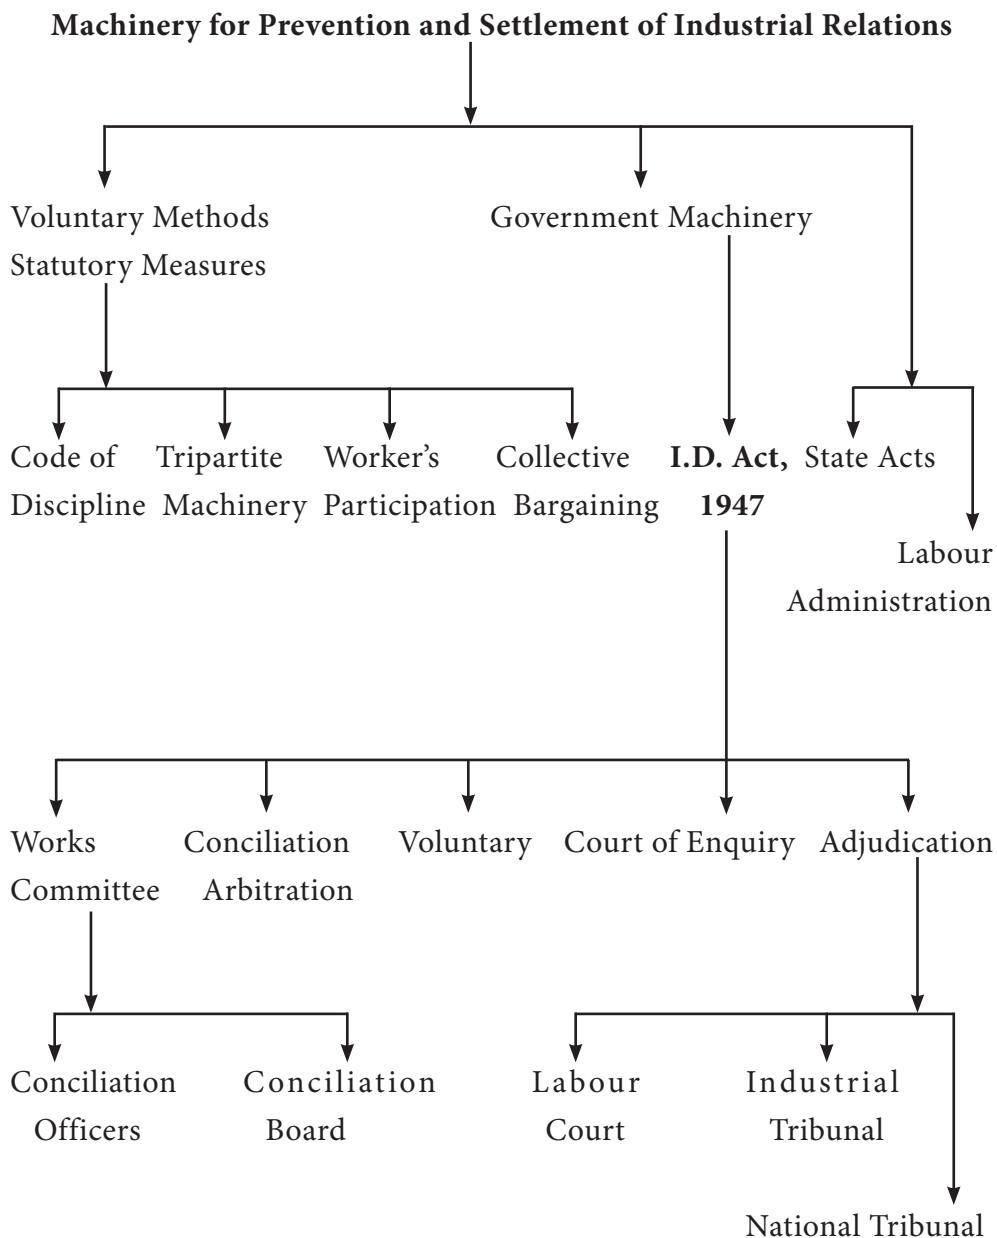 Machinery for Prevention and Settlement of Industrial Relations
Voluntary Methods
Statutory Measures
Government Machinery
Code of
Discipline
Tripartite
Machinery
Worker's
Participation
Collective
Bargaining
I.D. Act,
1947
State Acts
Labour
Administration
Works
Committee
Conciliation
Arbitration
Voluntary
Court of Enquiry
Adjudication
Conciliation
Officers
Conciliation
Board
Labour
Court
Industrial
Tribunal
National Tribunal